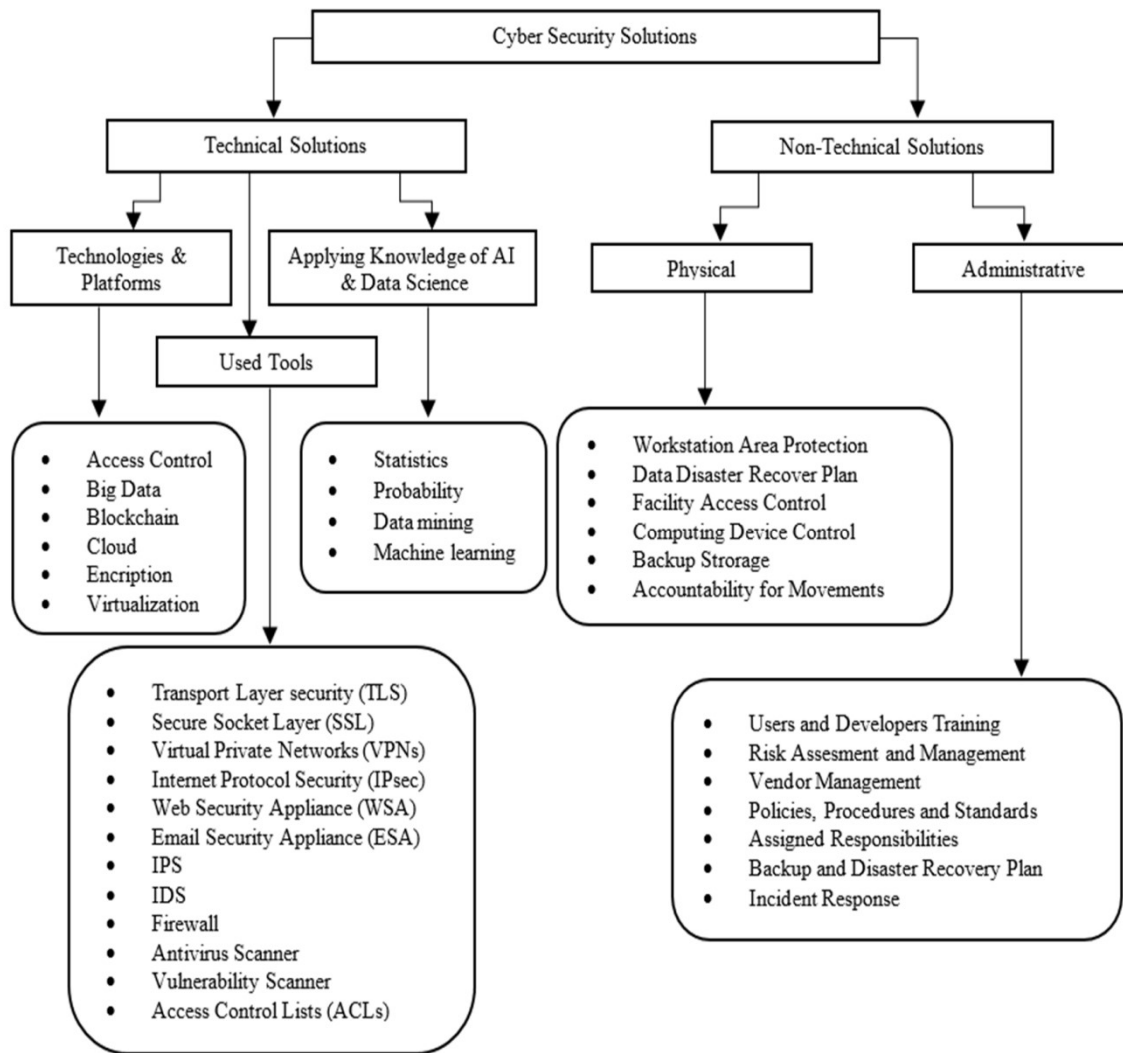 Cyber Security Solutions
Technical Solutions
Non-Technical Solutions
Technologies &
Platforms
Applying Knowledge of AI
& Data Science
Physical
Administrative
Used Tools
• Access Control
• Big Data
• Blockchain
• Cloud
• Encription
• Virtualization
• Statistics
• Probability
• Data mining
• Machine learning
• Workstation Area Protection
• Data Disaster Recover Plan
• Facility Access Control
• Computing Device Control
• Backup Strorage
• Accountability for Movements
• Transport Layer security (TLS)
• Secure Socket Layer (SSL)
• Virtual Private Networks (VPNs)
• Internet Protocol Security (IPsec)
• Web Security Appliance (WSA)
• Email Security Appliance (ESA)
• IPS
• IDS
• Firewall
• Antivirus Scanner
• Vulnerability Scanner
• Access Control Lists (ACLs)
• Users and Developers Training
• Risk Assesment and Management
• Vendor Management
• Policies, Procedures and Standards
• Assigned Responsibilities
• Backup and Disaster Recovery Plan
• Incident Response